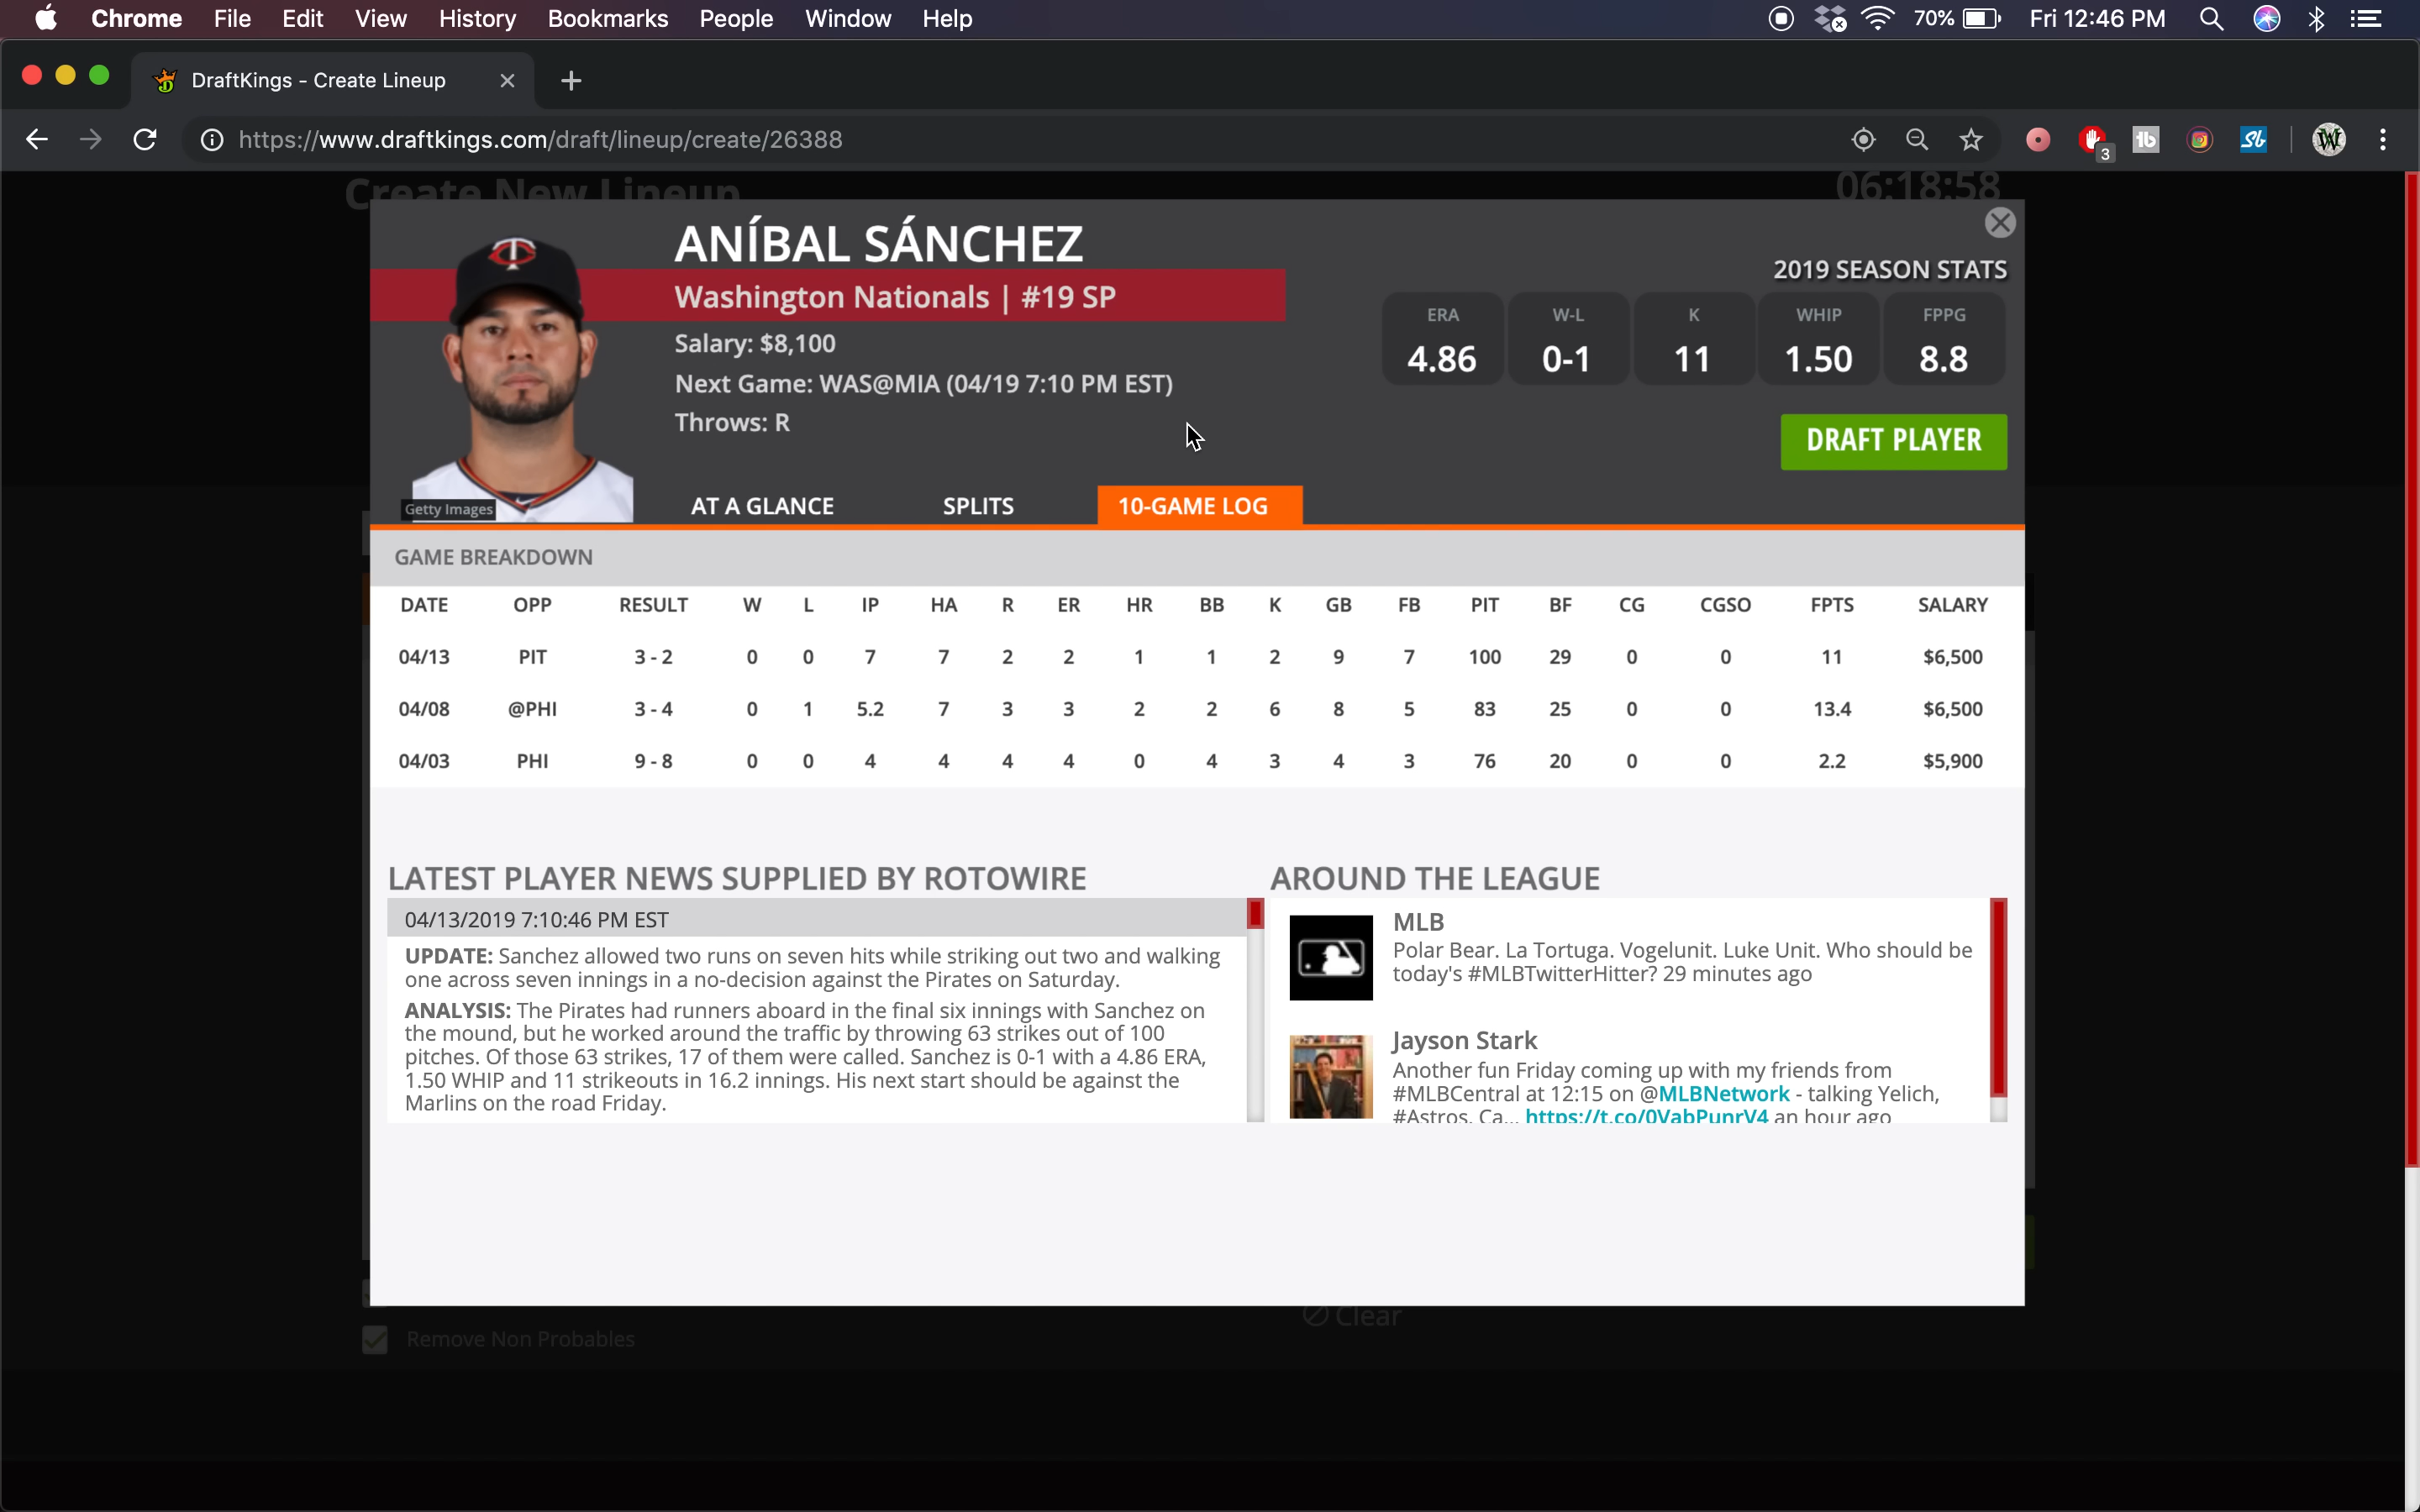 Chrome File Edit View History Bookmarks People Window Help 70% Fri 12:46 PM
DraftKings - Create Lineup
https://www.draftkings.com/draft/lineup/create/26388
3
Create New Lineup 06:18:58
ANÍBAL SÁNCHEZ
Washington Nationals | #19 SP
Salary: $8,100
Next Game: WAS@MIA (04/19 7:10 PM EST)
Throws: R
2019 SEASON STATS
ERA W-L K WHIP FPPG
4.86 0-1 11 1.50 8.8
DRAFT PLAYER
Getty Images
AT A GLANCE SPLITS 10-GAME LOG
GAME BREAKDOWN
DATE OPP RESULT W L IP HA R ER HR BB K GB FB PIT BF CG CGSO FPTS SALARY
04/13 PIT 3 - 2 0 0 7 7 2 2 1 1 2 9 7 100 29 0 0 11 $6,500
04/08 @PHI 3 - 4 0 1 5.2 7 3 3 2 2 6 8 5 83 25 0 0 13.4 $6,500
04/03 PHI 9 - 8 0 0 4 4 4 4 0 4 3 4 3 76 20 0 0 2.2 $5,900
LATEST PLAYER NEWS SUPPLIED BY ROTOWIRE
04/13/2019 7:10:46 PM EST
UPDATE: Sanchez allowed two runs on seven hits while striking out two and walking
one across seven innings in a no-decision against the Pirates on Saturday.
ANALYSIS: The Pirates had runners aboard in the final six innings with Sanchez on
the mound, but he worked around the traffic by throwing 63 strikes out of 100
pitches. Of those 63 strikes, 17 of them were called. Sanchez is 0-1 with a 4.86 ERA,
1.50 WHIP and 11 strikeouts in 16.2 innings. His next start should be against the
Marlins on the road Friday.
AROUND THE LEAGUE
MLB
Polar Bear. La Tortuga. Vogelunit. Luke Unit. Who should be
today's #MLBTwitterHitter? 29 minutes ago
Jayson Stark
Another fun Friday coming up with my friends from
#MLBCentral at 12:15 on @MLBNetwork - talking Yelich,
#Astros, Ca... https://t.co/0VabPunrV4 an hour ago
Clear
Remove Non Probables